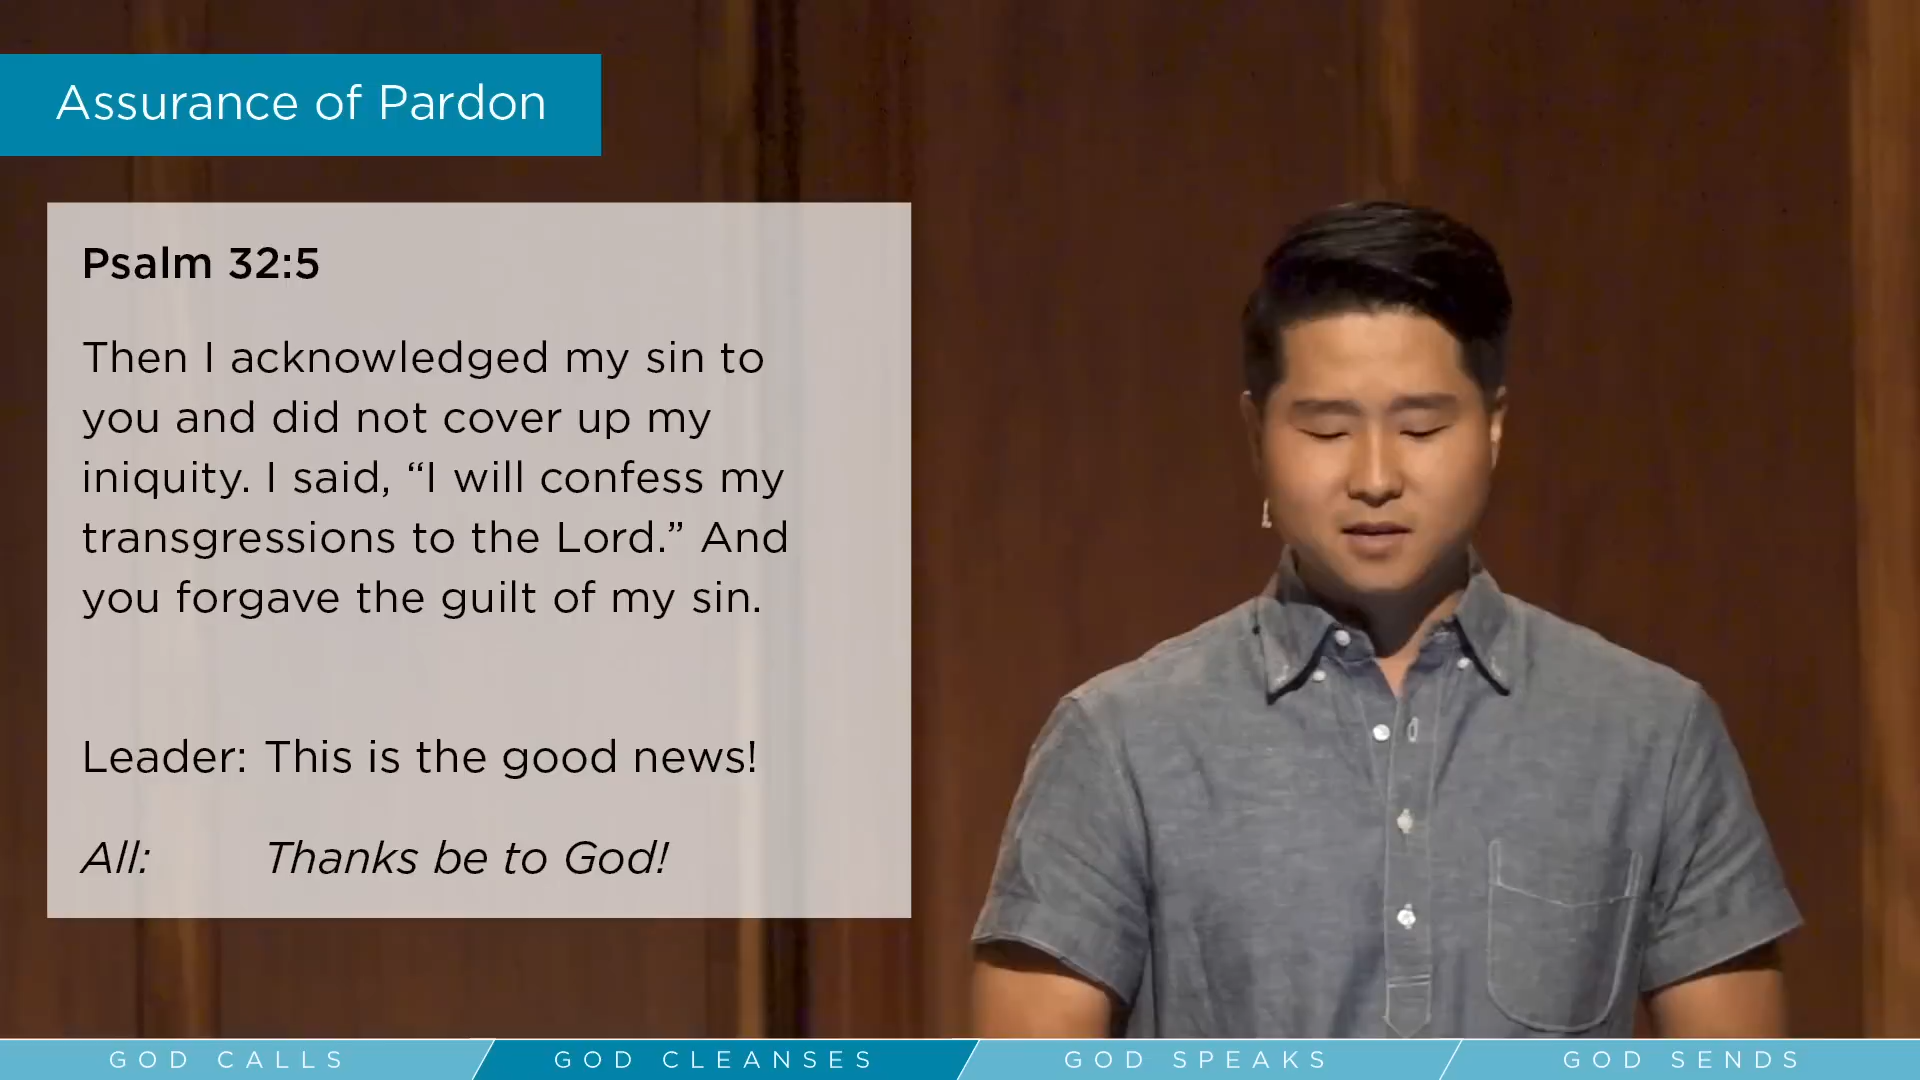 Assurance of Pardon
Psalm 32:5
Then I acknowledged my sin to
you and did not cover up my
iniquity. I said, “I will confess my
transgressions to the Lord.” And
you forgave the guilt of my sin.
Leader: This is the good news!
All: Thanks be to God!
GOD CALLS
GOD CLEANSES
GOD SPEAKS
GOD SENDS